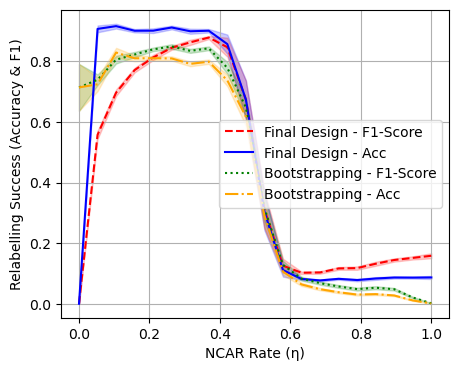 Relabelling Success (Accuracy & F1)
0.8
0.6
0.4
0.2
0.0
Final Design - F1-Score
Final Design - Acc
Bootstrapping - F1-Score
Bootstrapping - Acc
0.0 0.2 0.4 0.6 0.8 1.0
NCAR Rate (η)